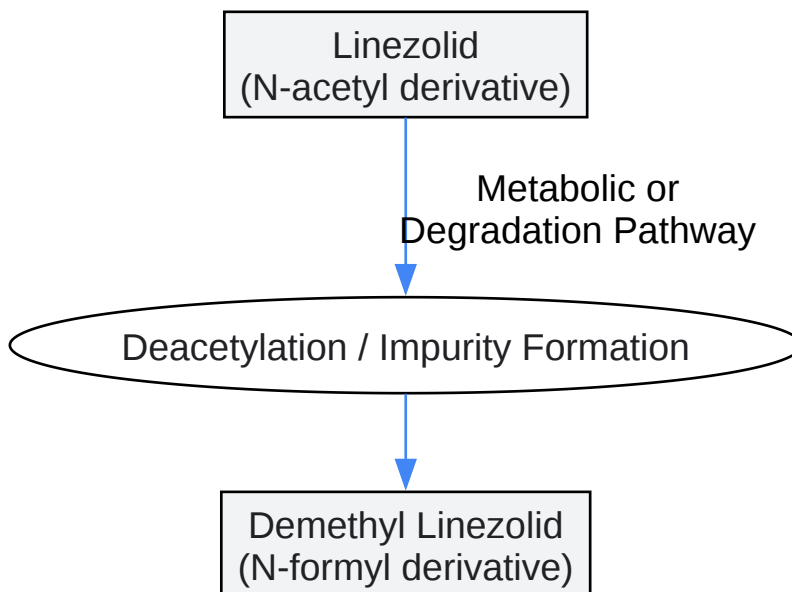 Linezolid
(N-acetyl derivative)
Metabolic or
Degradation Pathway
Deacetylation / Impurity Formation
Demethyl Linezolid
(N-formyl derivative)